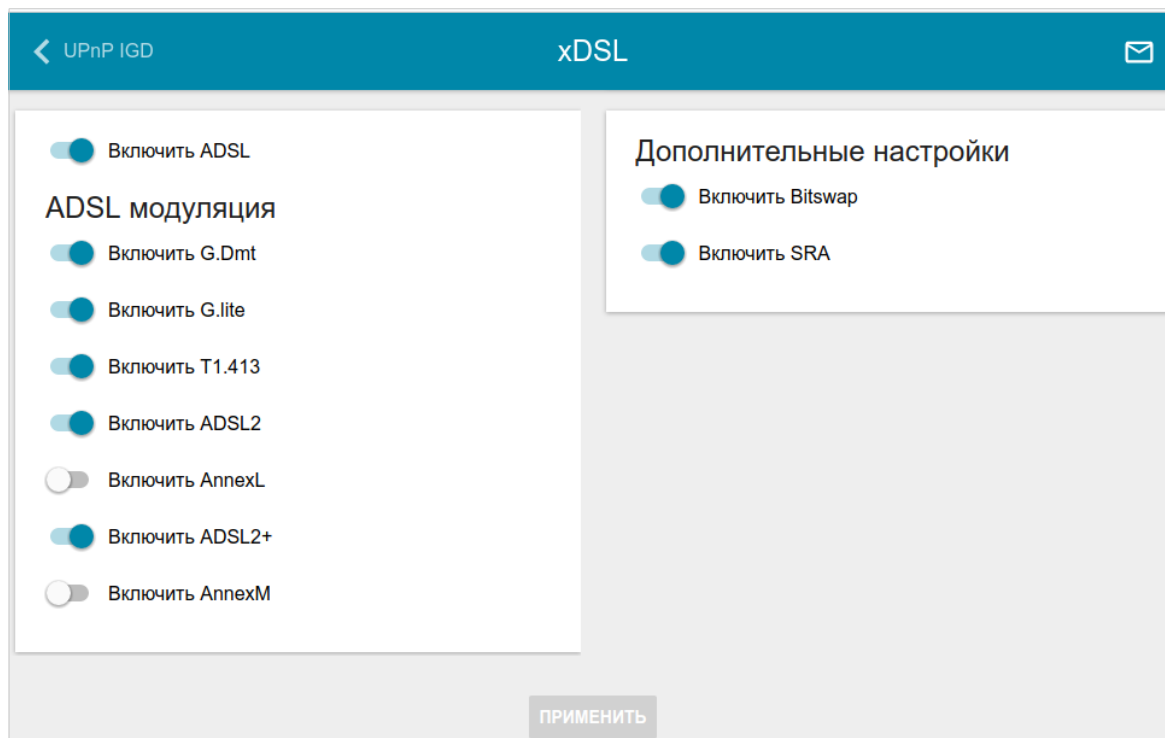 UPnP IGD
xDSL
Включить ADSL
ADSL модуляция
Включить G.Dmt
Включить G.lite
Включить T1.413
Включить ADSL2
Включить AnnexL
Включить ADSL2+
Включить AnnexM
Дополнительные настройки
Включить Bitswap
Включить SRA
ПРИМЕНИТЬ